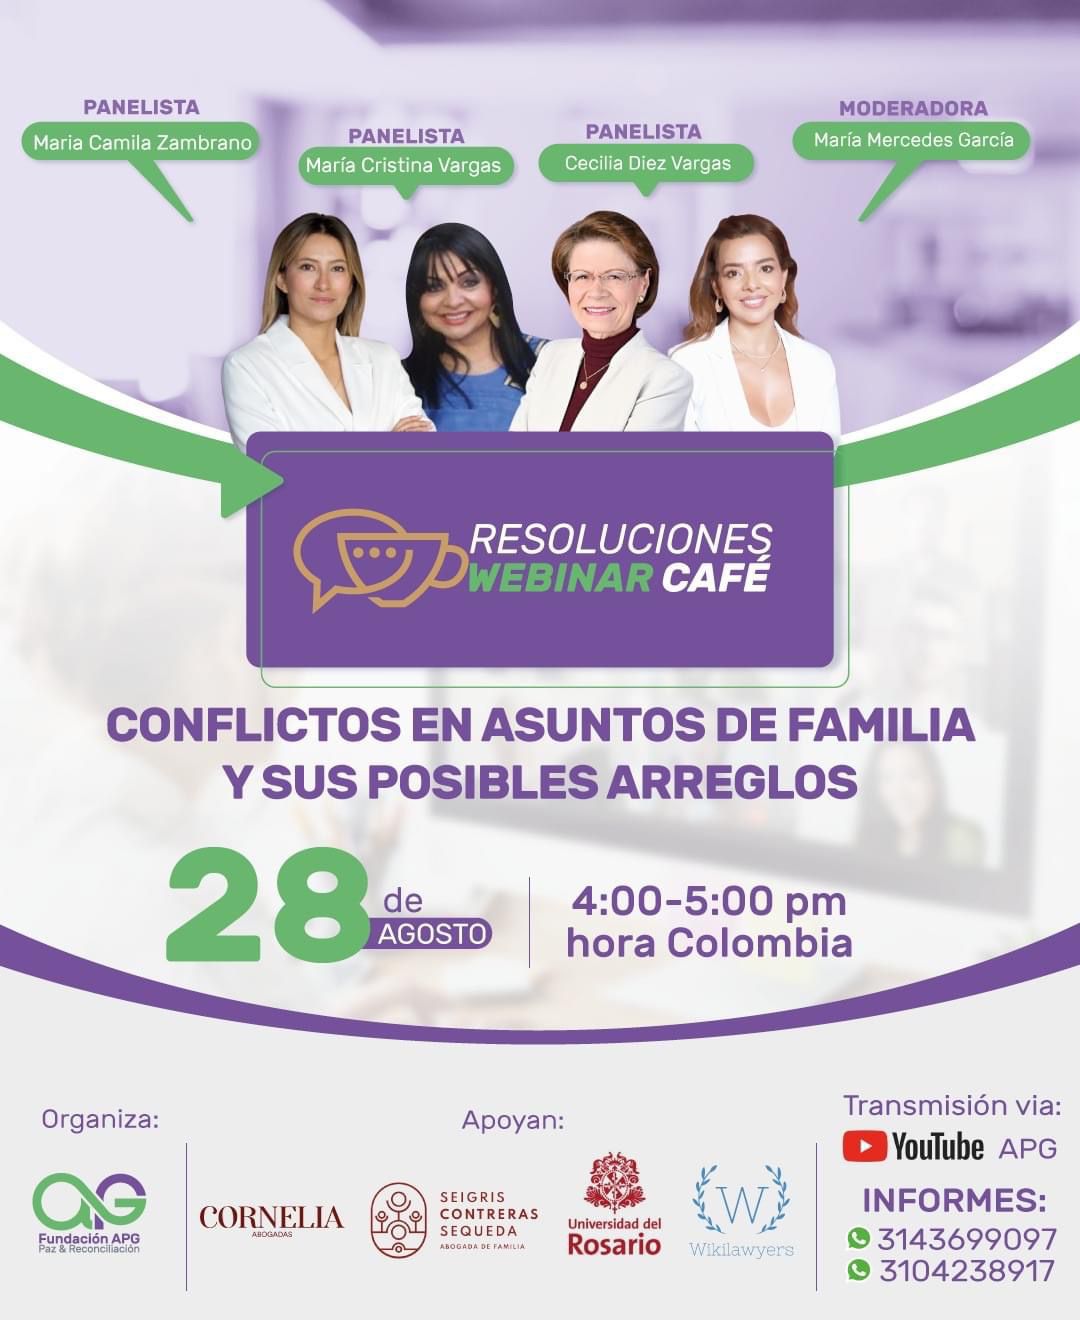 PANELISTA
Maria Camila Zambrano
PANELISTA
María Cristina Vargas
PANELISTA
Cecilia Diez Vargas
MODERADORA
María Mercedes García
RESOLUCIONES
WEBINAR CAFÉ
CONFLICTOS EN ASUNTOS DE FAMILIA
Y SUS POSIBLES ARREGLOS
28 de
AGOSTO
4:00-5:00 pm
hora Colombia
Organiza:
aPG
Fundación APG
Paz & Reconciliación
Apoyan:
CORNELIA
ABOGADAS
SEIGRIS
CONTRERAS
SEQUEDA
ABOGADA DE FAMILIA
Universidad del
Rosario
W
Wikilawyers
Transmisión via:
YouTube APG
INFORMES:
3143699097
3104238917